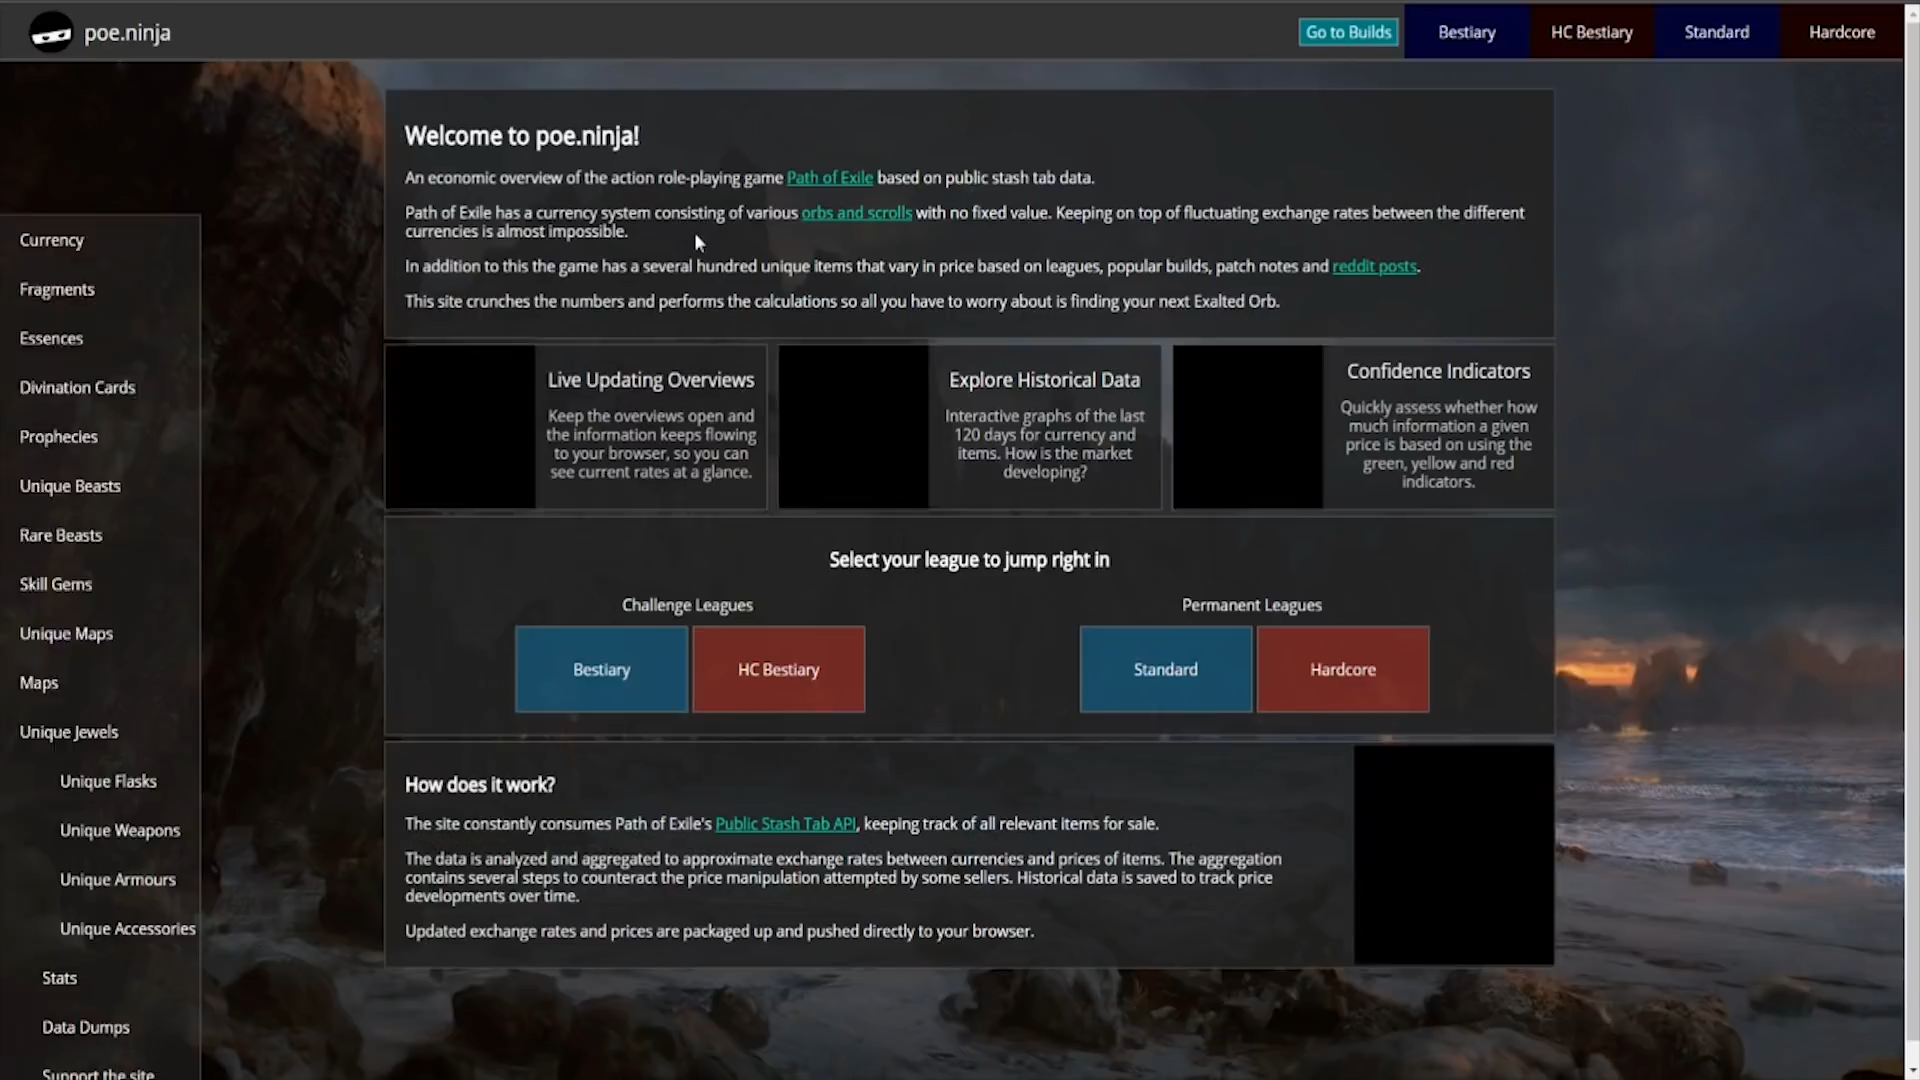 poe.ninja
Go to Builds
Bestiary
HC Bestiary
Standard
Hardcore
Welcome to poe.ninja!
An economic overview of the action role-playing game Path of Exile based on public stash tab data.
Path of Exile has a currency system consisting of various orbs and scrolls with no fixed value. Keeping on top of fluctuating exchange rates between the different
currencies is almost impossible.
In addition to this the game has a several hundred unique items that vary in price based on leagues, popular builds, patch notes and reddit posts.
This site crunches the numbers and performs the calculations so all you have to worry about is finding your next Exalted Orb.
Currency
Fragments
Essences
Divination Cards
Prophecies
Unique Beasts
Rare Beasts
Skill Gems
Unique Maps
Maps
Unique Jewels
Unique Flasks
Unique Weapons
Unique Armours
Unique Accessories
Stats
Data Dumps
Support the site
Live Updating Overviews
Keep the overviews open and
the information keeps flowing
to your browser, so you can
see current rates at a glance.
Explore Historical Data
Interactive graphs of the last
120 days for currency and
items. How is the market
developing?
Confidence Indicators
Quickly assess whether how
much information a given
price is based on using the
green, yellow and red
indicators.
Select your league to jump right in
Challenge Leagues
Bestiary
HC Bestiary
Permanent Leagues
Standard
Hardcore
How does it work?
The site constantly consumes Path of Exile's Public Stash Tab API, keeping track of all relevant items for sale.
The data is analyzed and aggregated to approximate exchange rates between currencies and prices of items. The aggregation
contains several steps to counteract the price manipulation attempted by some sellers. Historical data is saved to track price
developments over time.
Updated exchange rates and prices are packaged up and pushed directly to your browser.